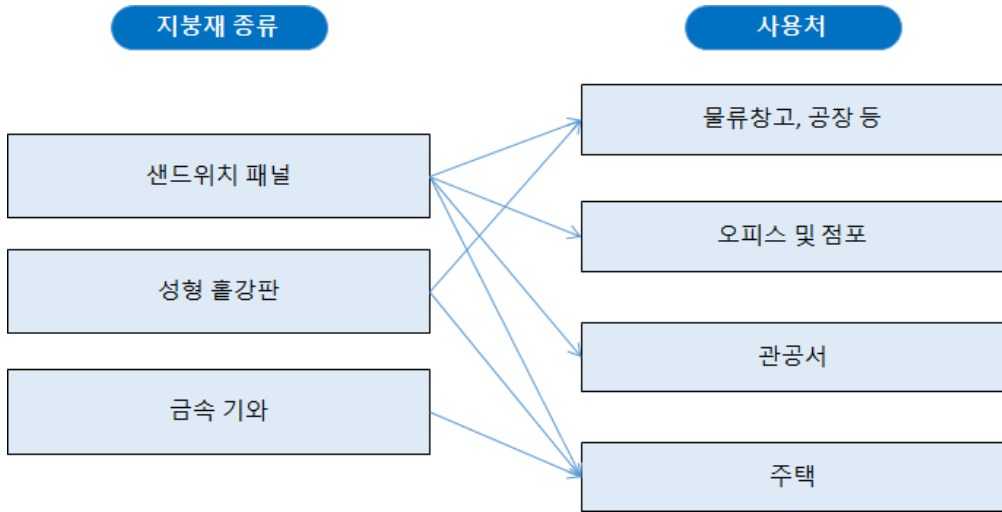 지붕재 종류
사용처
샌드위치 패널
성형 홑강판
금속 기와
물류창고, 공장 등
오피스 및 점포
관공서
주택